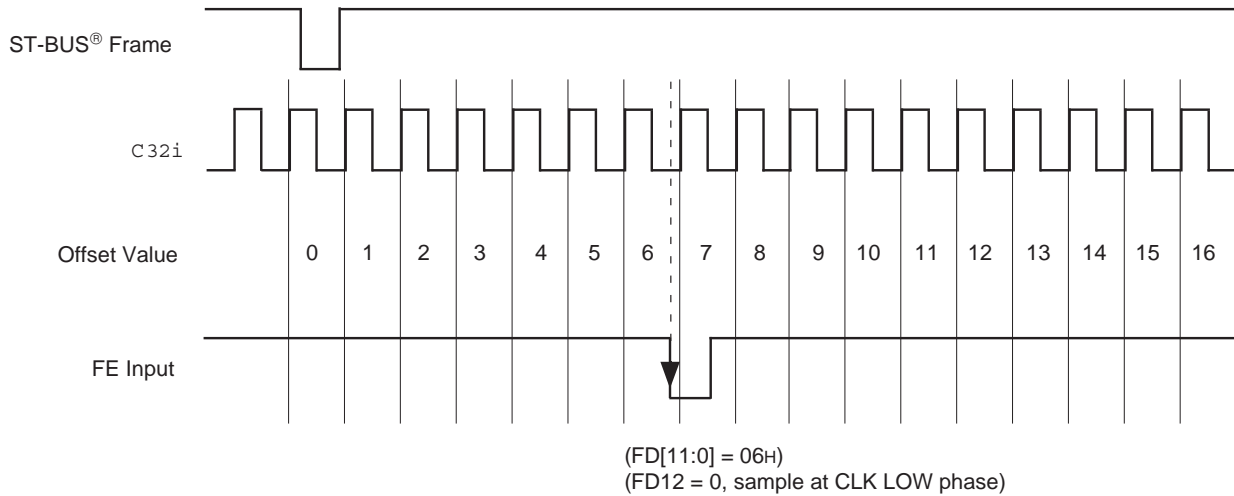 ST-BUS® Frame
C32i
Offset Value 0 1 2 3 4 5 6 7 8 9 10 11 12 13 14 15 16
FE Input
(FD[11:0] = 06H)
(FD12 = 0, sample at CLK LOW phase)